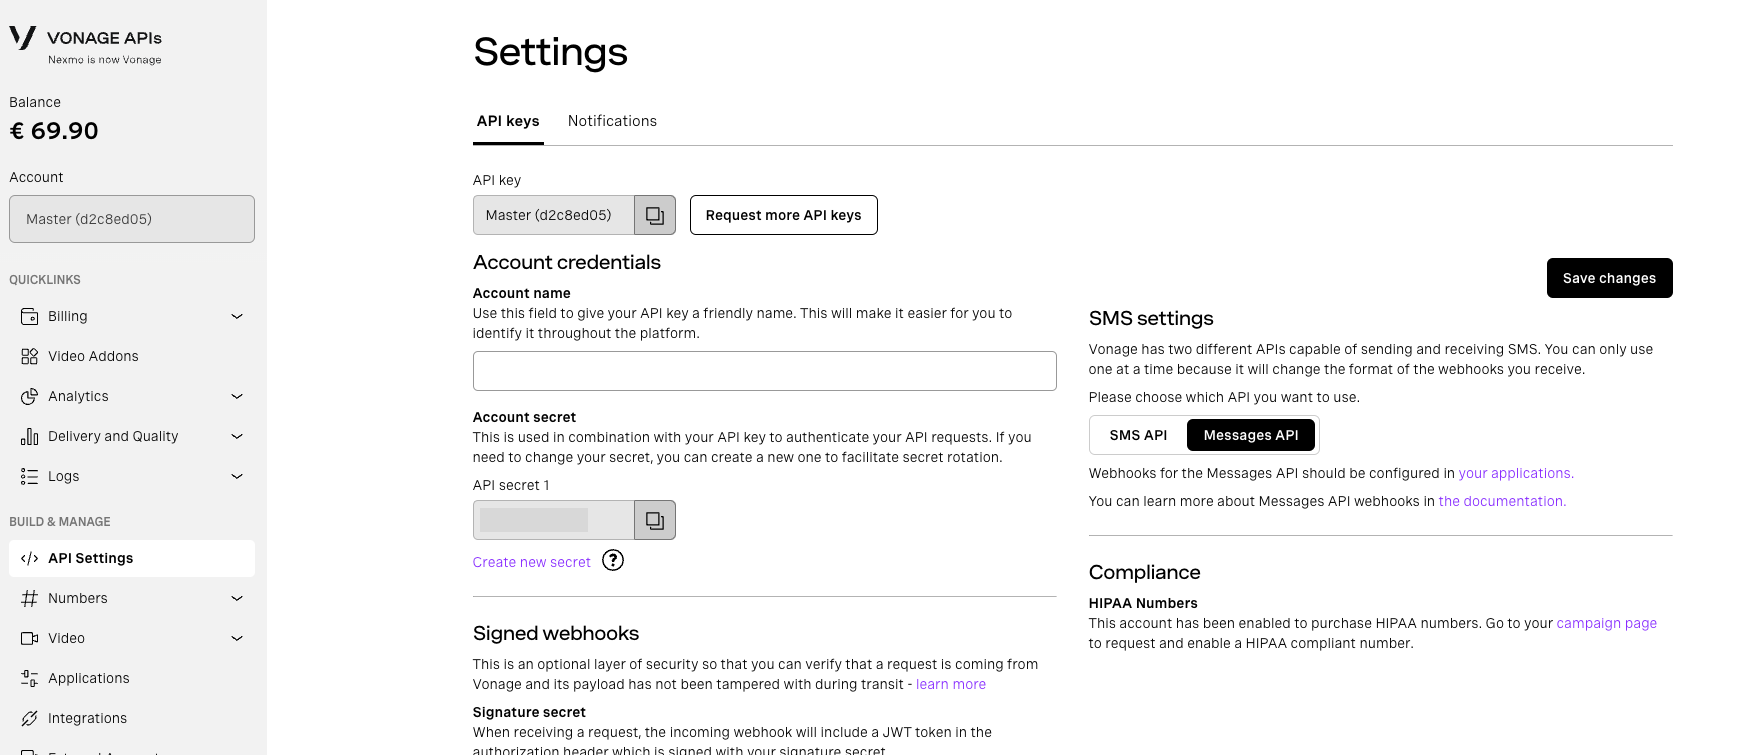 VONAGE APIs
Nexmo is now Vonage
Balance
€ 69.90
Account
Master (d2c8ed05)
QUICKLINKS
Billing
Video Addons
Analytics
Delivery and Quality
Logs
BUILD & MANAGE
API Settings
Numbers
Video
Applications
Integrations
Settings
API keys
Notifications
API key
Master (d2c8ed05)
Request more API keys
Account credentials
Account name
Use this field to give your API key a friendly name. This will make it easier for you to
identify it throughout the platform.
Account secret
This is used in combination with your API key to authenticate your API requests. If you
need to change your secret, you can create a new one to facilitate secret rotation.
API secret 1
Create new secret
?
Signed webhooks
This is an optional layer of security so that you can verify that a request is coming from
Vonage and its payload has not been tampered with during transit - learn more
Signature secret
When receiving a request, the incoming webhook will include a JWT token in the
authorization header which is signed with your signature secret.
Save changes
SMS settings
Vonage has two different APIs capable of sending and receiving SMS. You can only use
one at a time because it will change the format of the webhooks you receive.
Please choose which API you want to use.
SMS API
Messages API
Webhooks for the Messages API should be configured in your applications.
You can learn more about Messages API webhooks in the documentation.
Compliance
HIPAA Numbers
This account has been enabled to purchase HIPAA numbers. Go to your campaign page
to request and enable a HIPAA compliant number.